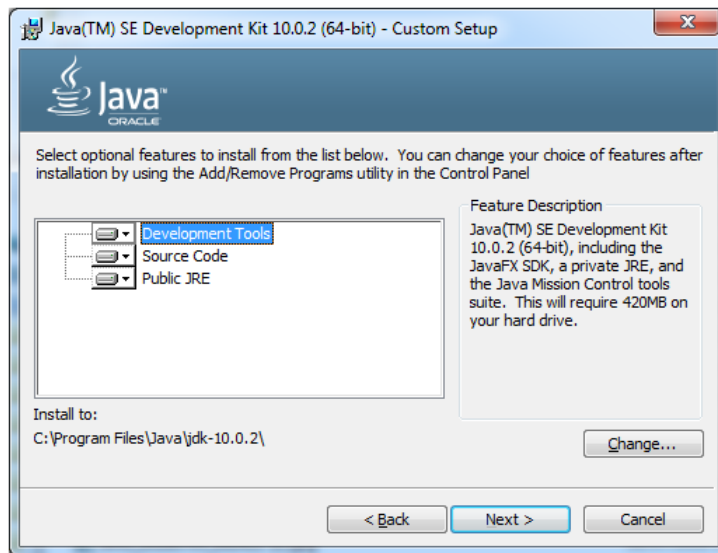 Java(TM) SE Development Kit 10.0.2 (64-bit) - Custom Setup
Java™
ORACLE
Select optional features to install from the list below. You can change your choice of features after
installation by using the Add/Remove Programs utility in the Control Panel
Development Tools
Source Code
Public JRE
Feature Description
Java(TM) SE Development Kit
10.0.2 (64-bit), including the
JavaFX SDK, a private JRE, and
the Java Mission Control tools
suite. This will require 420MB on
your hard drive.
Install to:
C:\Program Files\Java\jdk-10.0.2\
Change...
< Back
Next >
Cancel